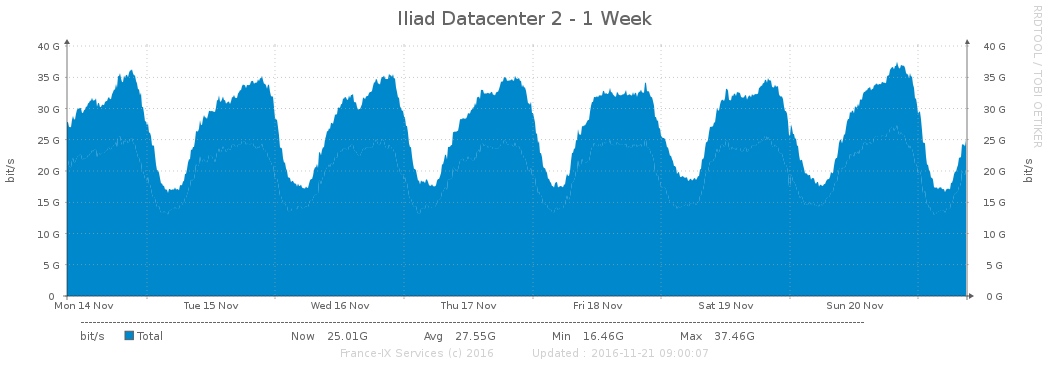 Iliad Datacenter 2 - 1 Week
RRDTOOL / TOBI OETIKER
40 G 40 G
35 G 35 G
30 G 30 G
25 G 25 G
20 G 20 G
15 G 15 G
10 G 10 G
5 G 5 G
0 0 G
bit/s bit/s
Mon 14 Nov Tue 15 Nov Wed 16 Nov Thu 17 Nov Fri 18 Nov Sat 19 Nov Sun 20 Nov
bit/s Total Now 25.01G Avg 27.55G Min 16.46G Max 37.46G
France-IX Services (c) 2016 Updated : 2016-11-21 09:00:07